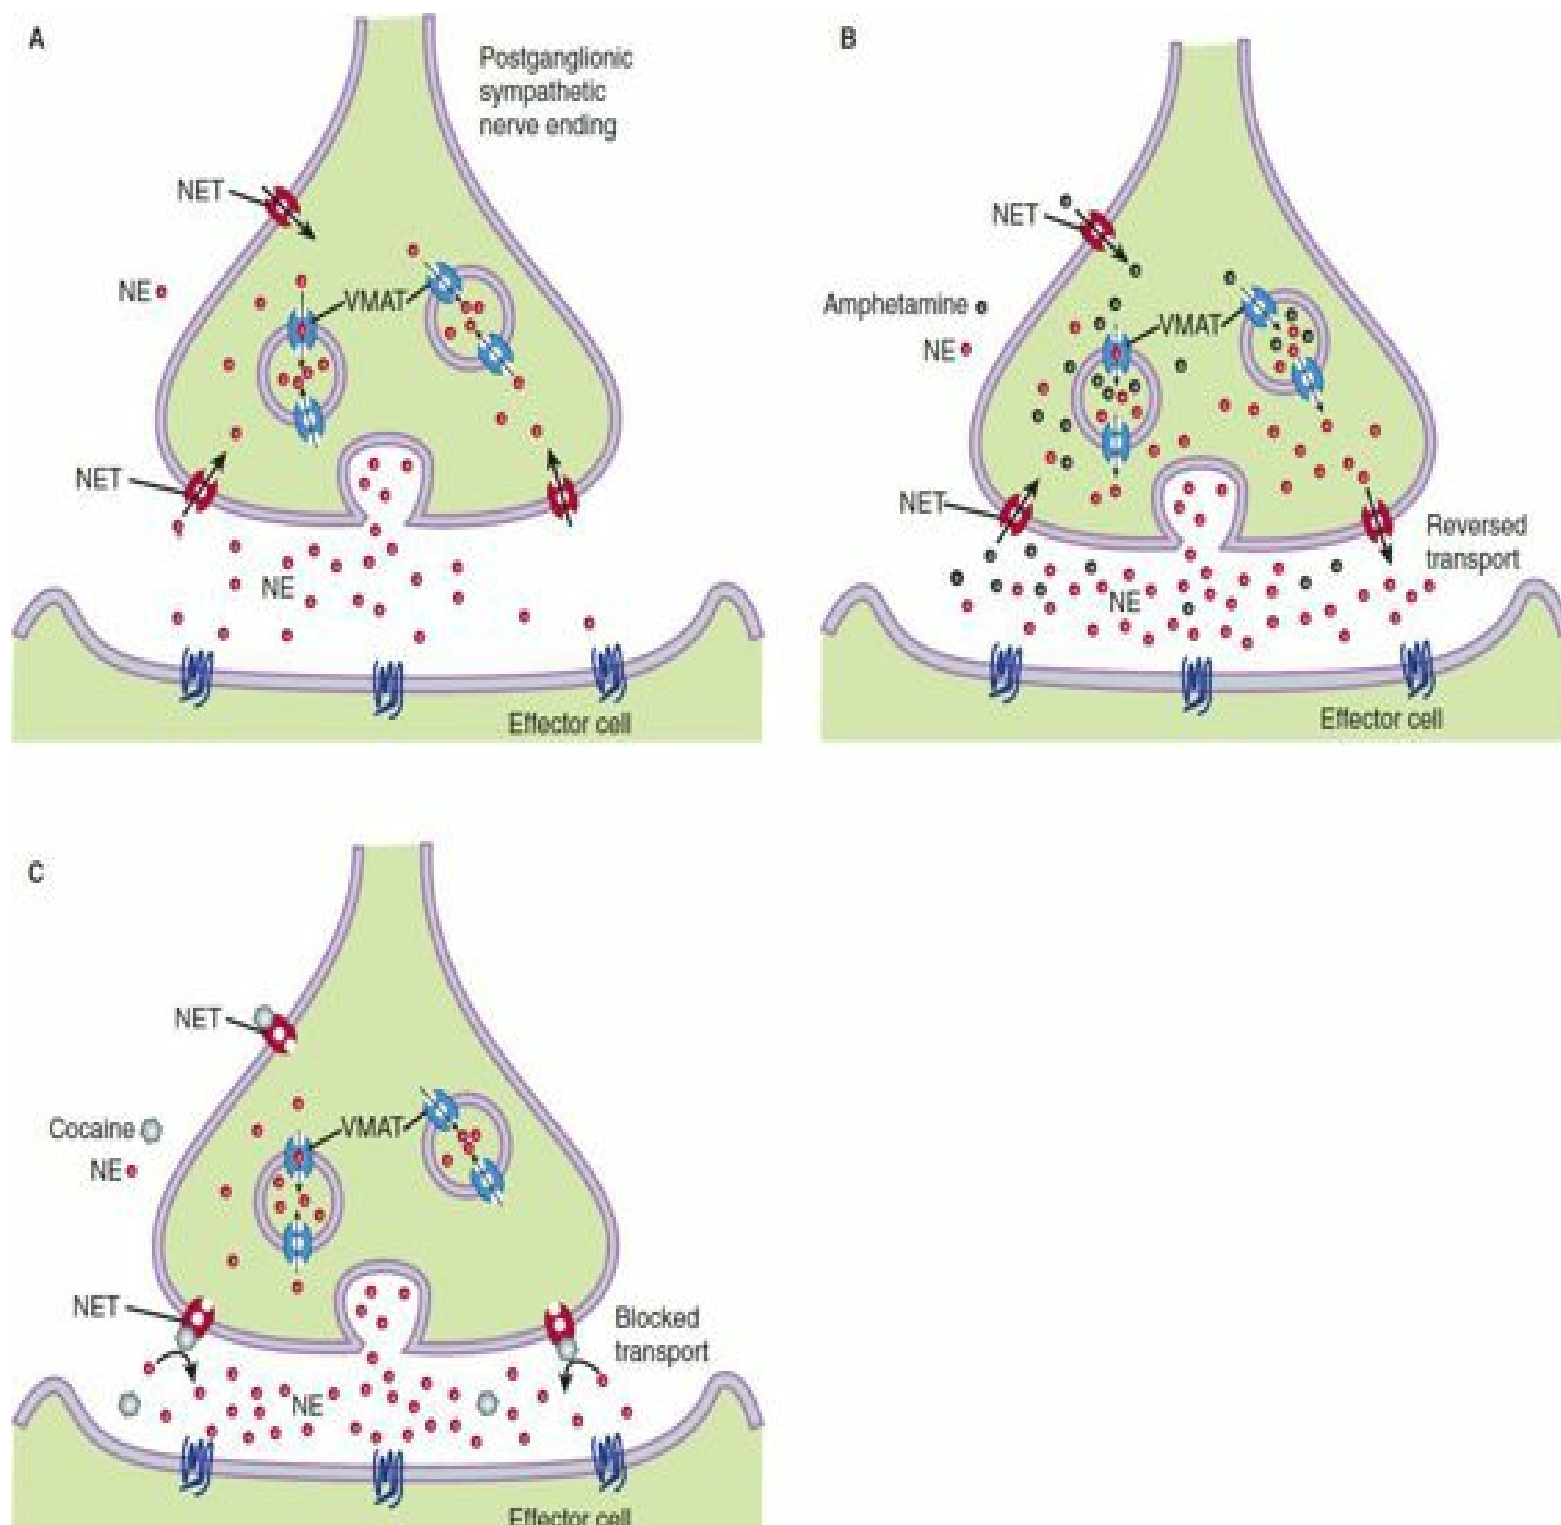 A
Postganglionic
sympathetic
nerve ending
NET
NE
VMAT
NET
NE
Effector cell
B
NET
Amphetamine
VMAT
NE
NET
Reversed
transport
NE
Effector cell
C
NET
Cocaine
VMAT
NE
NET
Blocked
transport
NE
Effector cell